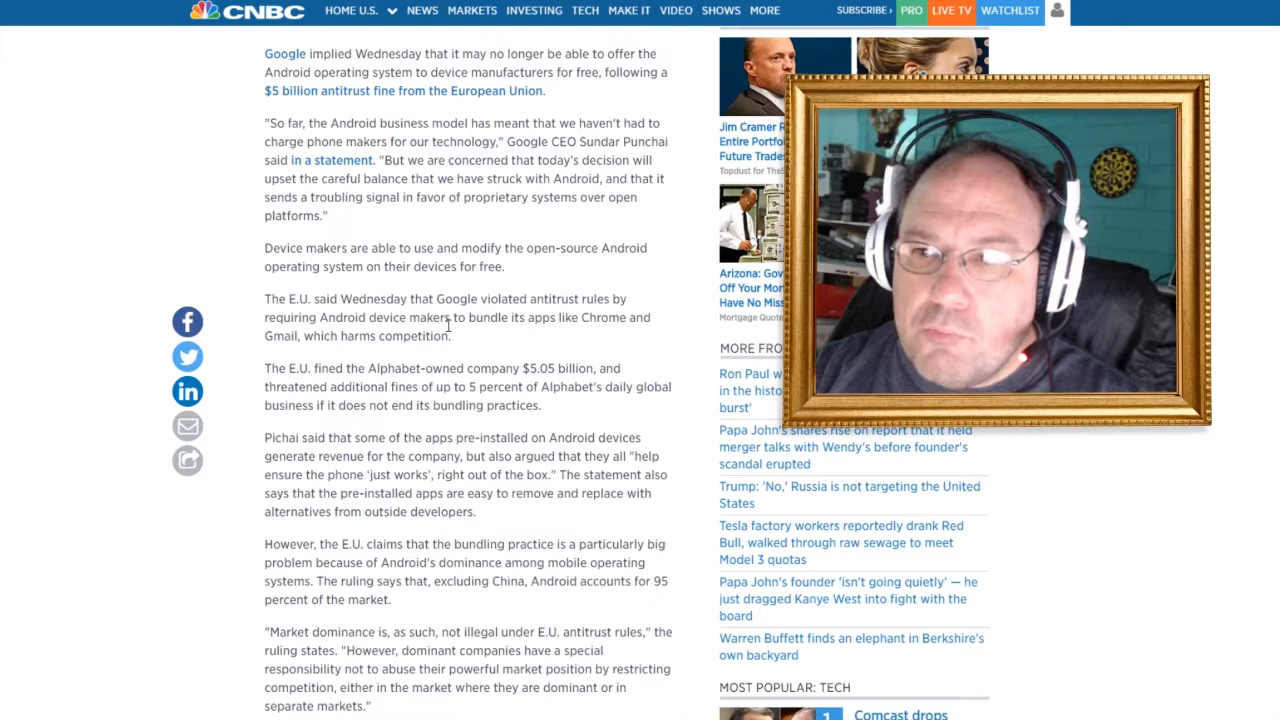 CNBC
HOME U.S.
NEWS
MARKETS
INVESTING
TECH
MAKE IT
VIDEO
SHOWS
MORE
SUBSCRIBE ›
PRO
LIVE TV
WATCHLIST
Google implied Wednesday that it may no longer be able to offer the
Android operating system to device manufacturers for free, following a
$5 billion antitrust fine from the European Union.
"So far, the Android business model has meant that we haven't had to
charge phone makers for our technology," Google CEO Sundar Punchai
said in a statement. "But we are concerned that today's decision will
upset the careful balance that we have struck with Android, and that it
sends a troubling signal in favor of proprietary systems over open
platforms."
Device makers are able to use and modify the open-source Android
operating system on their devices for free.
The E.U. said Wednesday that Google violated antitrust rules by
requiring Android device makers to bundle its apps like Chrome and
Gmail, which harms competition.
The E.U. fined the Alphabet-owned company $5.05 billion, and
threatened additional fines of up to 5 percent of Alphabet's daily global
business if it does not end its bundling practices.
Pichai said that some of the apps pre-installed on Android devices
generate revenue for the company, but also argued that they all "help
ensure the phone 'just works', right out of the box." The statement also
says that the pre-installed apps are easy to remove and replace with
alternatives from outside developers.
However, the E.U. claims that the bundling practice is a particularly big
problem because of Android's dominance among mobile operating
systems. The ruling says that, excluding China, Android accounts for 95
percent of the market.
"Market dominance is, as such, not illegal under E.U. antitrust rules," the
ruling states. "However, dominant companies have a special
responsibility not to abuse their powerful market position by restricting
competition, either in the market where they are dominant or in
separate markets."
Jim Cramer
Entire Portfo
Future Trade
Topdust for The
Arizona: Gov
Off Your Mor
Have No Miss
Mortgage Quote
MORE FRO
Ron Paul w
in the histo
burst'
Papa John's shares rise on report that it held
merger talks with Wendy's before founder's
scandal erupted
Trump: 'No,' Russia is not targeting the United
States
Tesla factory workers reportedly drank Red
Bull, walked through raw sewage to meet
Model 3 quotas
Papa John's founder 'isn't going quietly' — he
just dragged Kanye West into fight with the
board
Warren Buffett finds an elephant in Berkshire's
own backyard
MOST POPULAR: TECH
1
Comcast drops